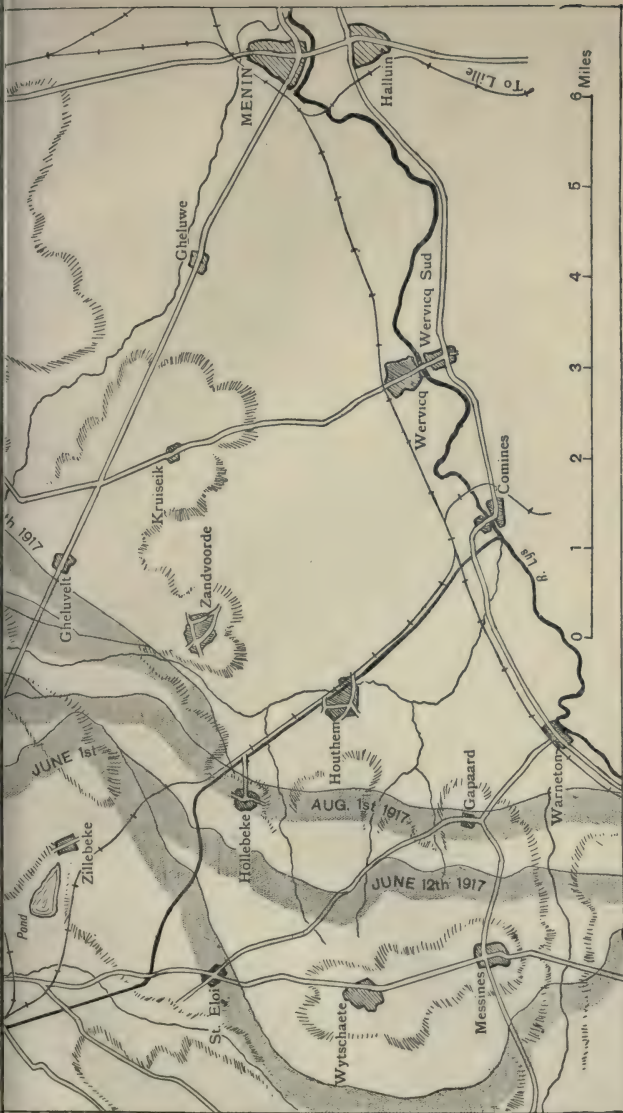 MENIN
Halluin
To Lille
Gheluwe
Wervicq Sud
Wervicq
Kruiseik
Comines
R. Lys
th 1917
Gheluvelt
Zandvoorde
Houthem
JUNE 1st
Zillebeke
Pond
Hollebeke
AUG. 1st 1917
Gapaard
Warneton
JUNE 12th 1917
St. Eloi
Wytschaete
Messines
0 1 2 3 4 5 6 Miles